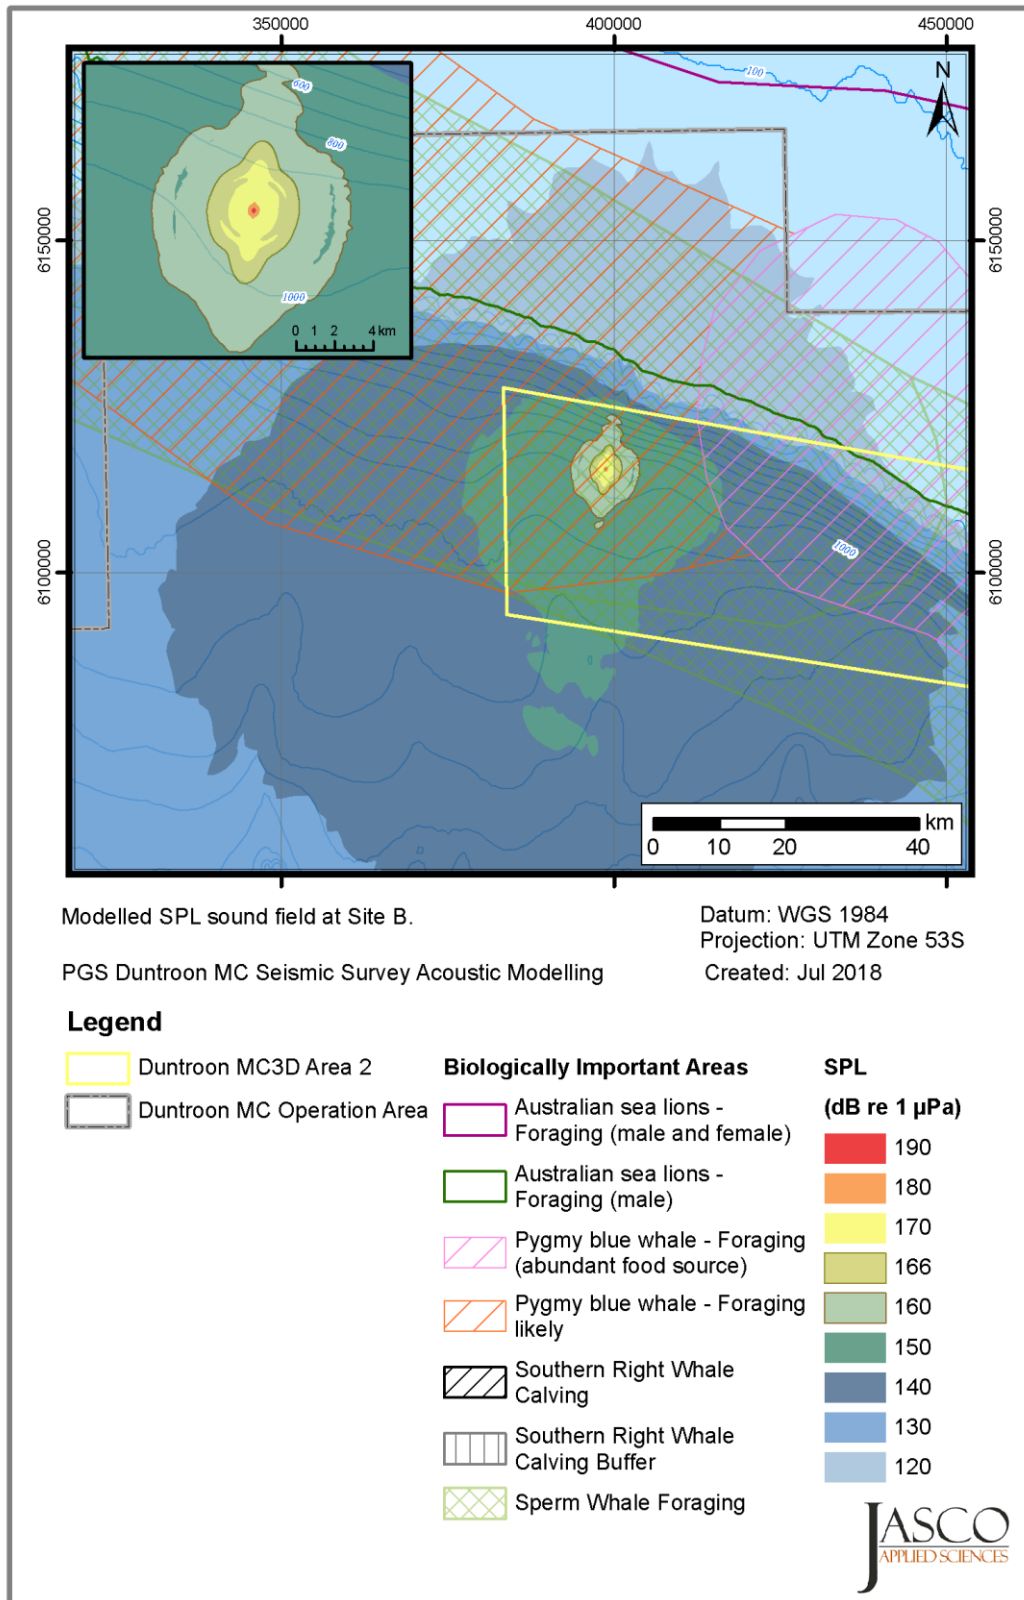 350000
400000
450000
6150000
6100000
6150000
6100000
600
800
1000
0 1 2 4 km
100
N
1000
0
km
0 10 20 40
Modelled SPL sound field at Site B.
Datum: WGS 1984
Projection: UTM Zone 53S
PGS Duntroon MC Seismic Survey Acoustic Modelling
Created: Jul 2018
Legend
Duntroon MC3D Area 2
Duntroon MC Operation Area
Biologically Important Areas
Australian sea lions -
Foraging (male and female)
Australian sea lions -
Foraging (male)
Pygmy blue whale - Foraging
(abundant food source)
Pygmy blue whale - Foraging
likely
Southern Right Whale
Calving
Southern Right Whale
Calving Buffer
Sperm Whale Foraging
SPL
(dB re 1 µPa)
190
180
170
166
160
150
140
130
120
JASCO
APPLIED SCIENCES